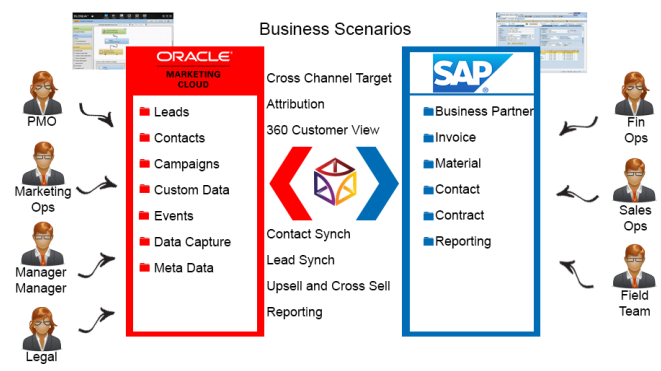 Business Scenarios
ORACLE
MARKETING
CLOUD
Leads
Contacts
Campaigns
Custom Data
Events
Data Capture
Meta Data
Cross Channel Target
Attribution
360 Customer View
Contact Synch
Lead Synch
Upsell and Cross Sell
Reporting
SAP
Business Partner
Invoice
Material
Contact
Contract
Reporting
PMO
Marketing
Ops
Manager
Manager
Legal
Fin
Ops
Sales
Ops
Field
Team